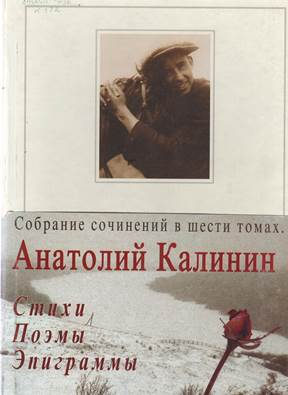 Собрание сочинений в шести томах.
Анатолий Калинин
Стихи
Поэмы
Эпиграммы